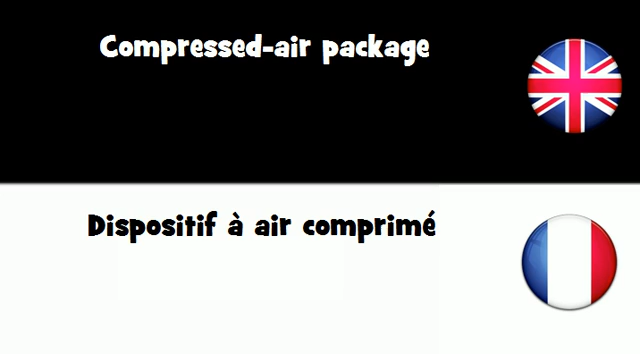 Compressed-air package
Dispositif à air comprimé